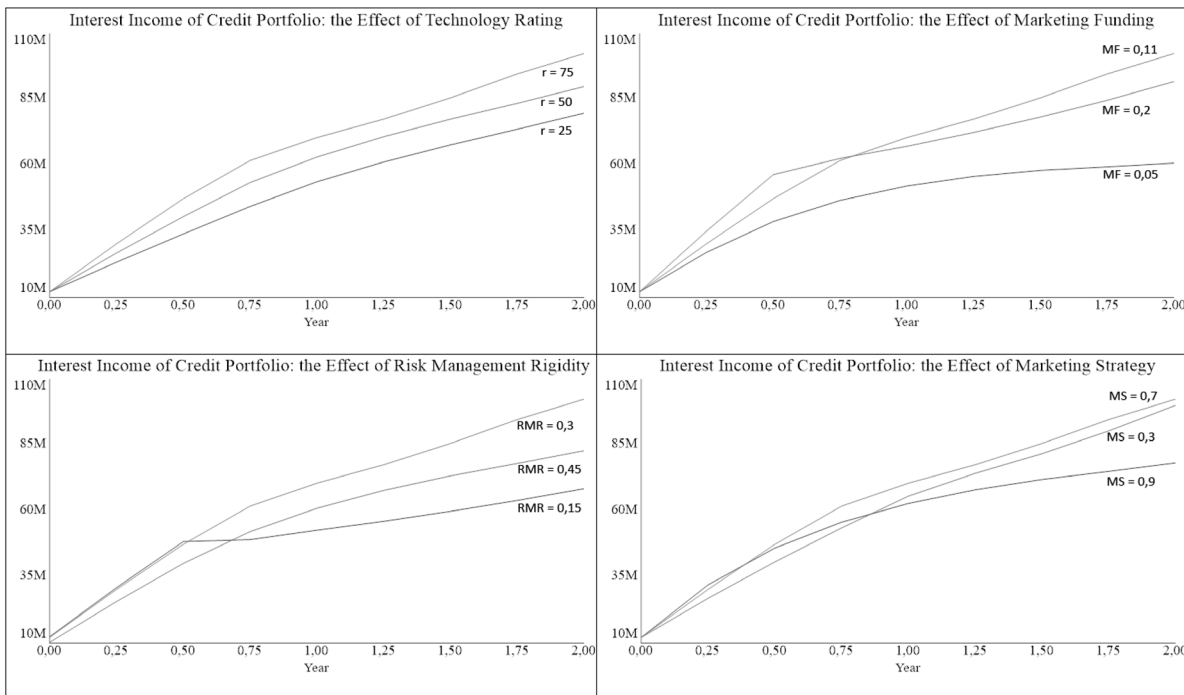 Interest Income of Credit Portfolio: the Effect of Technology Rating
110M
85M
60M
35M
10M
r = 75
r = 50
r = 25
0,00 0,25 0,50 0,75 1,00 1,25 1,50 1,75 2,00
Year
Interest Income of Credit Portfolio: the Effect of Marketing Funding
110M
85M
60M
35M
10M
MF = 0,11
MF = 0,2
MF = 0,05
0,00 0,25 0,50 0,75 1,00 1,25 1,50 1,75 2,00
Year
Interest Income of Credit Portfolio: the Effect of Risk Management Rigidity
110M
85M
60M
35M
10M
RMR = 0,3
RMR = 0,45
RMR = 0,15
0,00 0,25 0,50 0,75 1,00 1,25 1,50 1,75 2,00
Year
Interest Income of Credit Portfolio: the Effect of Marketing Strategy
110M
85M
60M
35M
10M
MS = 0,7
MS = 0,3
MS = 0,9
0,00 0,25 0,50 0,75 1,00 1,25 1,50 1,75 2,00
Year